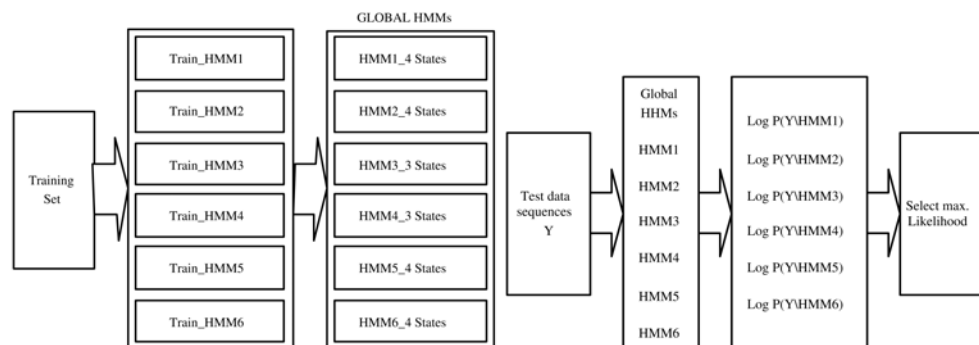 Training
Set
Train_HMM1
Train_HMM2
Train_HMM3
Train_HMM4
Train_HMM5
Train_HMM6
GLOBAL HMMs
HMM1_4 States
HMM2_4 States
HMM3_3 States
HMM4_3 States
HMM5_4 States
HMM6_4 States
Test data
sequences
Y
Global
HHMs
HMM1
HMM2
HMM3
HMM4
HMM5
HMM6
Log P(Y\HMM1)
Log P(Y\HMM2)
Log P(Y\HMM3)
Log P(Y\HMM4)
Log P(Y\HMM5)
Log P(Y\HMM6)
Select max.
Likelihood